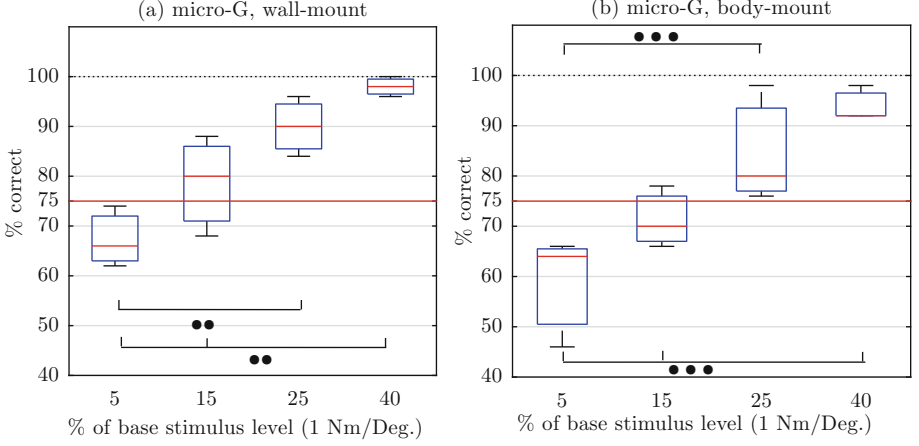 (a) micro-G, wall-mount
100
90
80
75
70
60
50
40
% correct
5 15 25 40
% of base stimulus level (1 Nm/Deg.)
(b) micro-G, body-mount
100
90
80
75
70
60
50
40
% correct
5 15 25 40
% of base stimulus level (1 Nm/Deg.)